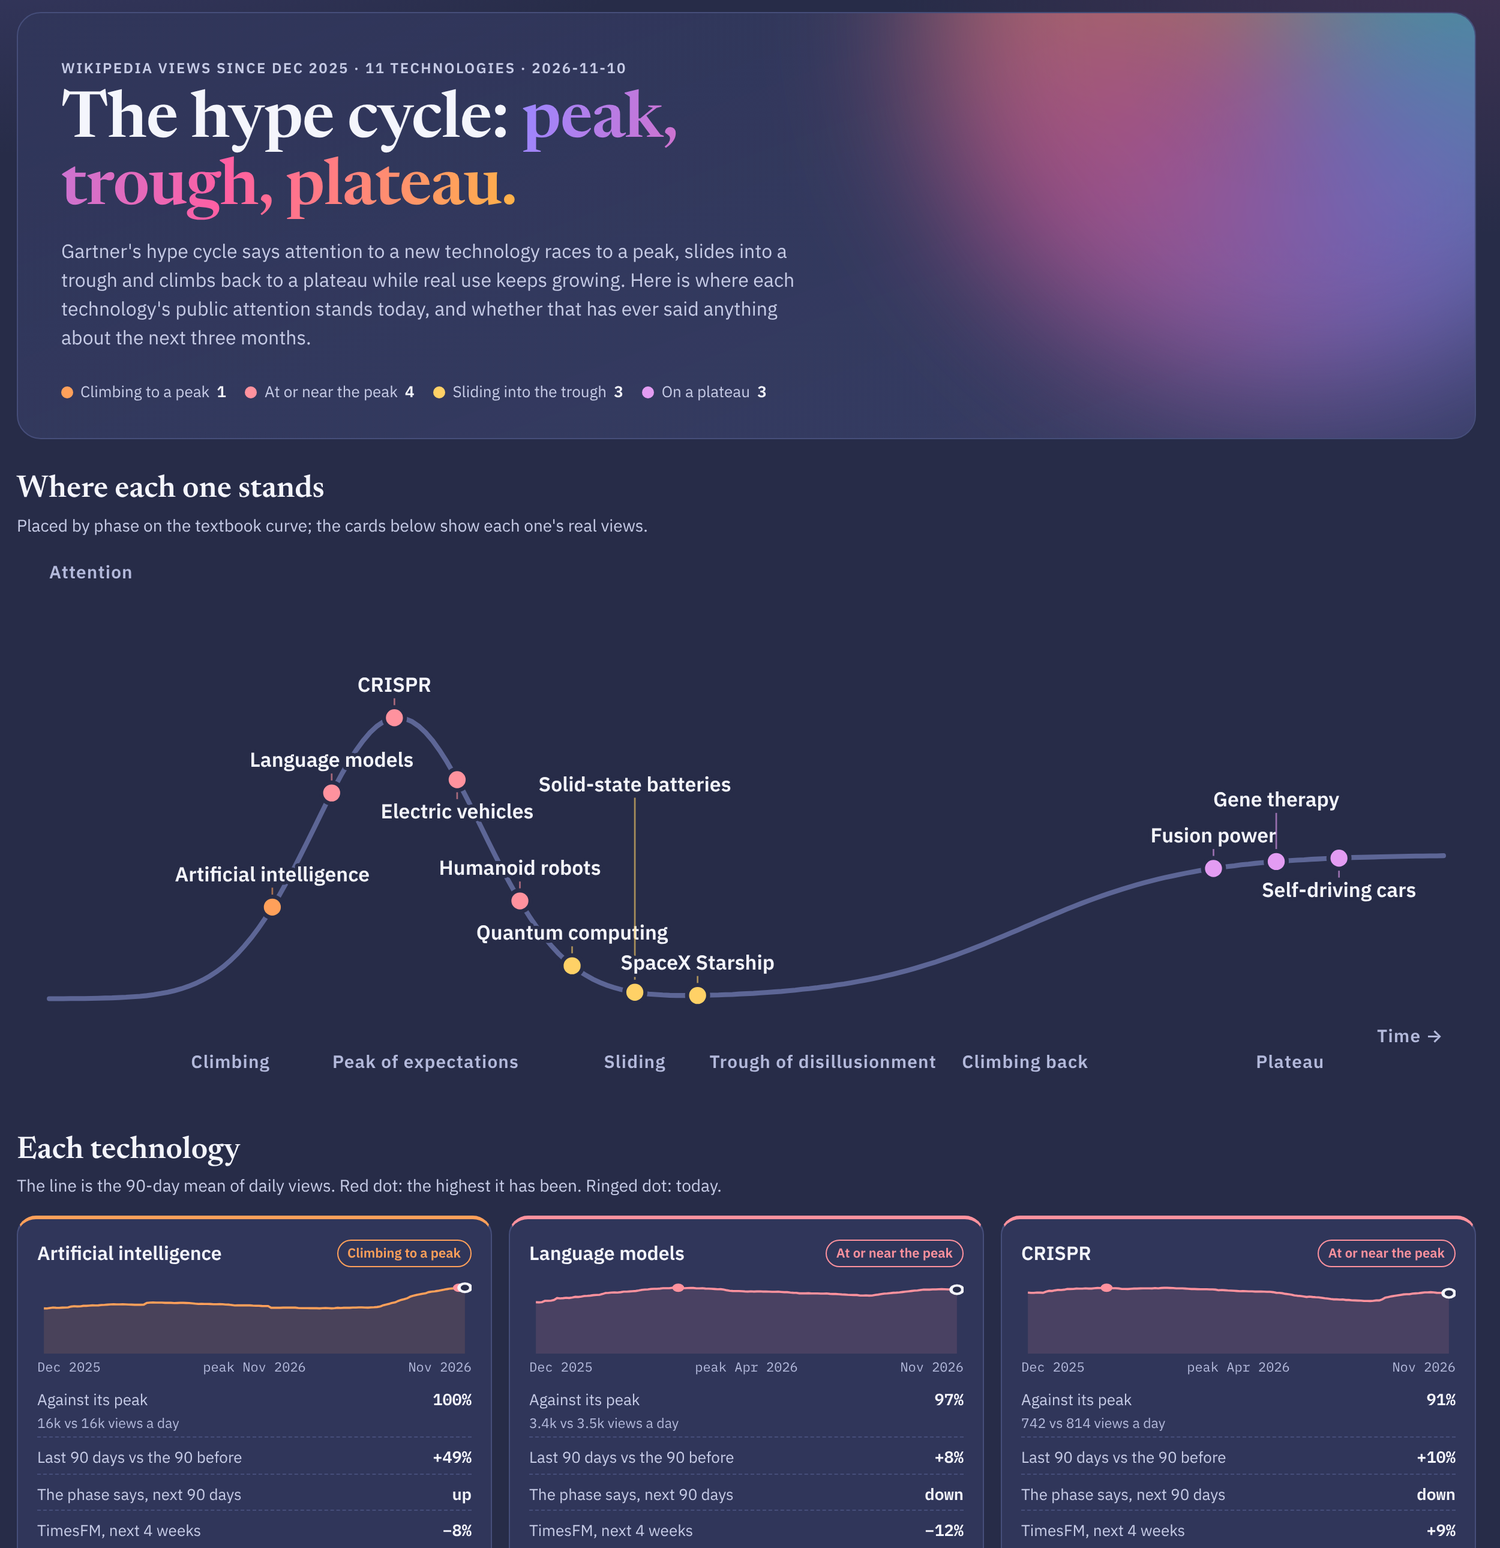 WIKIPEDIA VIEWS SINCE DEC 2025 · 11 TECHNOLOGIES · 2026-11-10
The hype cycle: peak,
trough, plateau.
Gartner's hype cycle says attention to a new technology races to a peak, slides into a
trough and climbs back to a plateau while real use keeps growing. Here is where each
technology's public attention stands today, and whether that has ever said anything
about the next three months.
Climbing to a peak 1 At or near the peak 4 Sliding into the trough 3 On a plateau 3
Where each one stands
Placed by phase on the textbook curve; the cards below show each one's real views.
Attention
CRISPR
Language models
Solid-state batteries
Gene therapy
Electric vehicles
Fusion power
Humanoid robots
Artificial intelligence
Self-driving cars
Quantum computing
SpaceX Starship
Time →
Climbing Peak of expectations Sliding Trough of disillusionment Climbing back Plateau
Each technology
The line is the 90-day mean of daily views. Red dot: the highest it has been. Ringed dot: today.
Artificial intelligence Climbing to a peak
Dec 2025 peak Nov 2026 Nov 2026
Against its peak 100%
16k vs 16k views a day
Last 90 days vs the 90 before +49%
The phase says, next 90 days up
TimesFM, next 4 weeks −8%
Language models At or near the peak
Dec 2025 peak Apr 2026 Nov 2026
Against its peak 97%
3.4k vs 3.5k views a day
Last 90 days vs the 90 before +8%
The phase says, next 90 days down
TimesFM, next 4 weeks −12%
CRISPR At or near the peak
Dec 2025 peak Apr 2026 Nov 2026
Against its peak 91%
742 vs 814 views a day
Last 90 days vs the 90 before +10%
The phase says, next 90 days down
TimesFM, next 4 weeks +9%